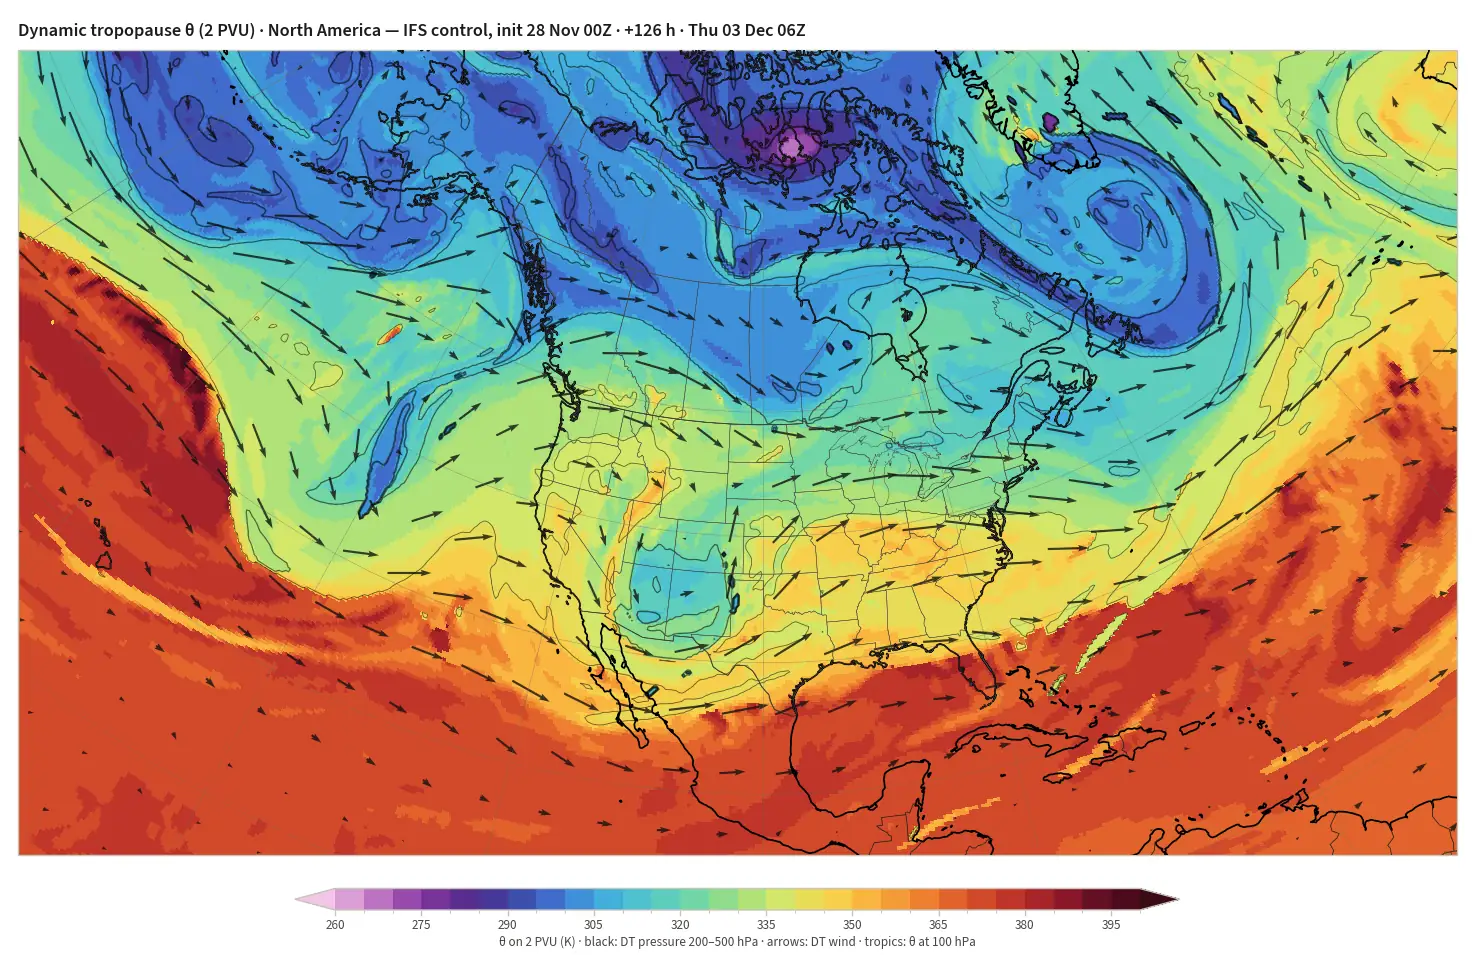 Dynamic tropopause θ (2 PVU) · North America — IFS control, init 28 Nov 00Z · +126 h · Thu 03 Dec 06Z
260 275 290 305 320 335 350 365 380 395
θ on 2 PVU (K) · black: DT pressure 200–500 hPa · arrows: DT wind · tropics: θ at 100 hPa